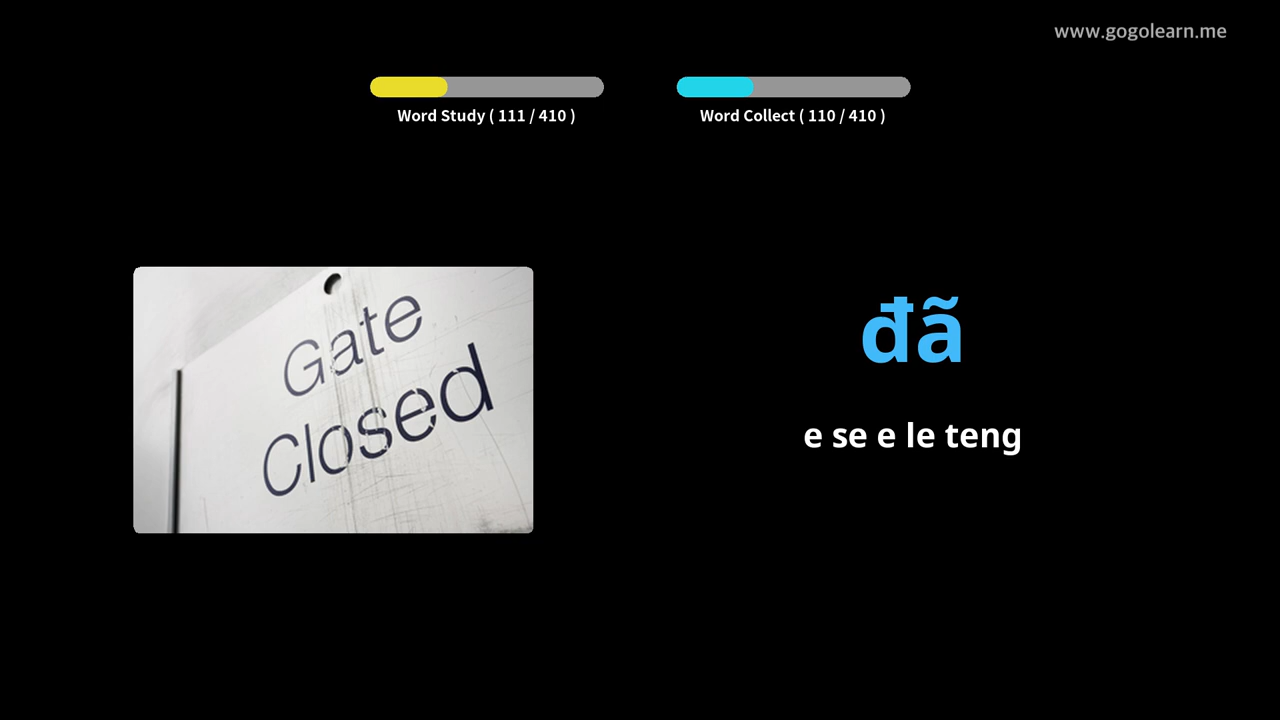 www.gogolearn.me
Word Study ( 111 / 410 )
Word Collect ( 110 / 410 )
Gate
Closed
đã
e se e le teng